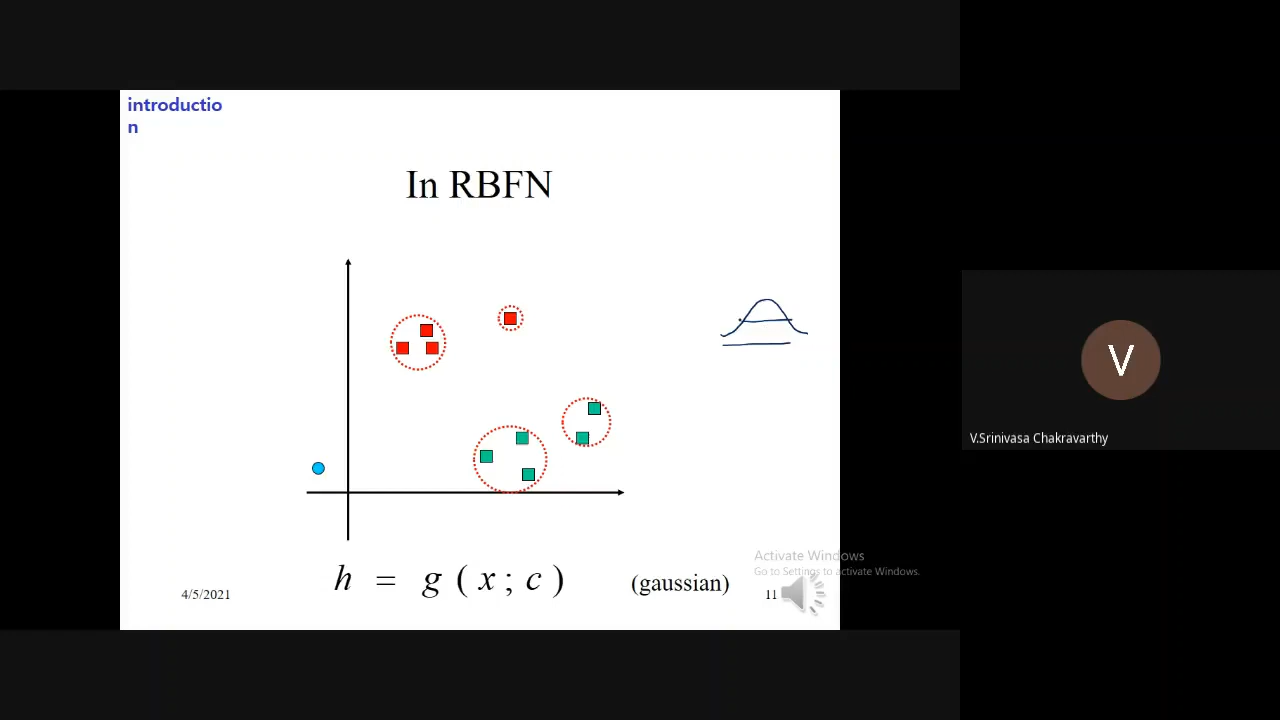 introductio
n
In RBFN
h = g ( x ; c )
(gaussian)
4/5/2021
11
Activate Windows
Go to Settings to activate Windows.
V
V.Srinivasa Chakravarthy